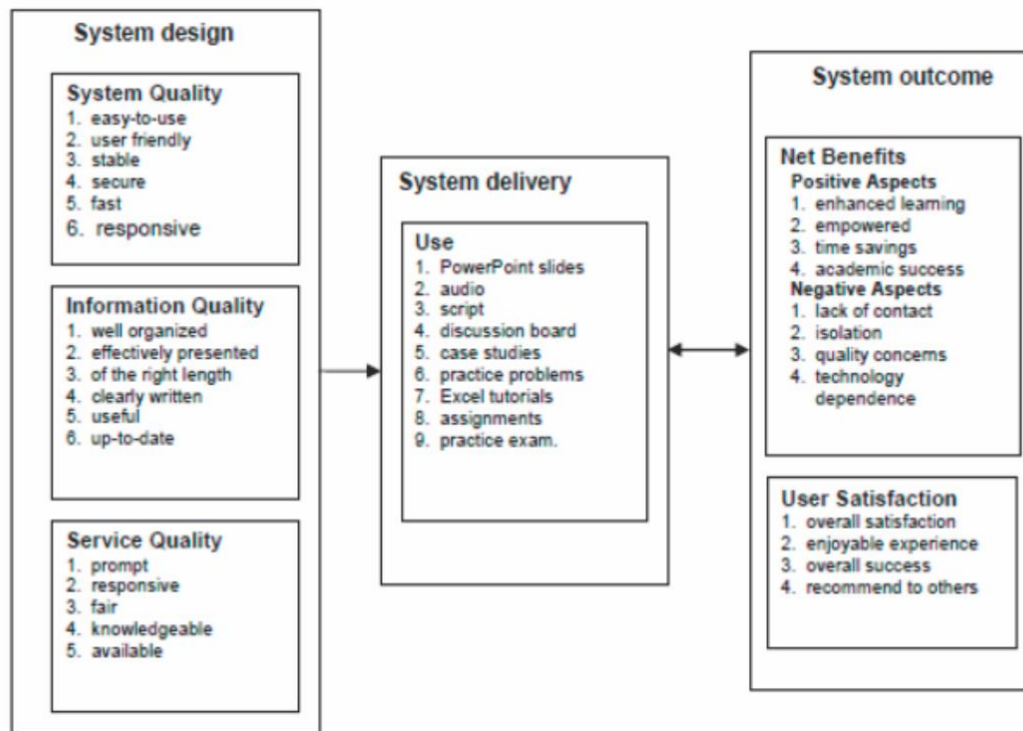 System design
System Quality
1. easy-to-use
2. user friendly
3. stable
4. secure
5. fast
6. responsive
Information Quality
1. well organized
2. effectively presented
3. of the right length
4. clearly written
5. useful
6. up-to-date
Service Quality
1. prompt
2. responsive
3. fair
4. knowledgeable
5. available
System delivery
Use
1. PowerPoint slides
2. audio
3. script
4. discussion board
5. case studies
6. practice problems
7. Excel tutorials
8. assignments
9. practice exam.
System outcome
Net Benefits
Positive Aspects
1. enhanced learning
2. empowered
3. time savings
4. academic success
Negative Aspects
1. lack of contact
2. isolation
3. quality concerns
4. technology
dependence
User Satisfaction
1. overall satisfaction
2. enjoyable experience
3. overall success
4. recommend to others